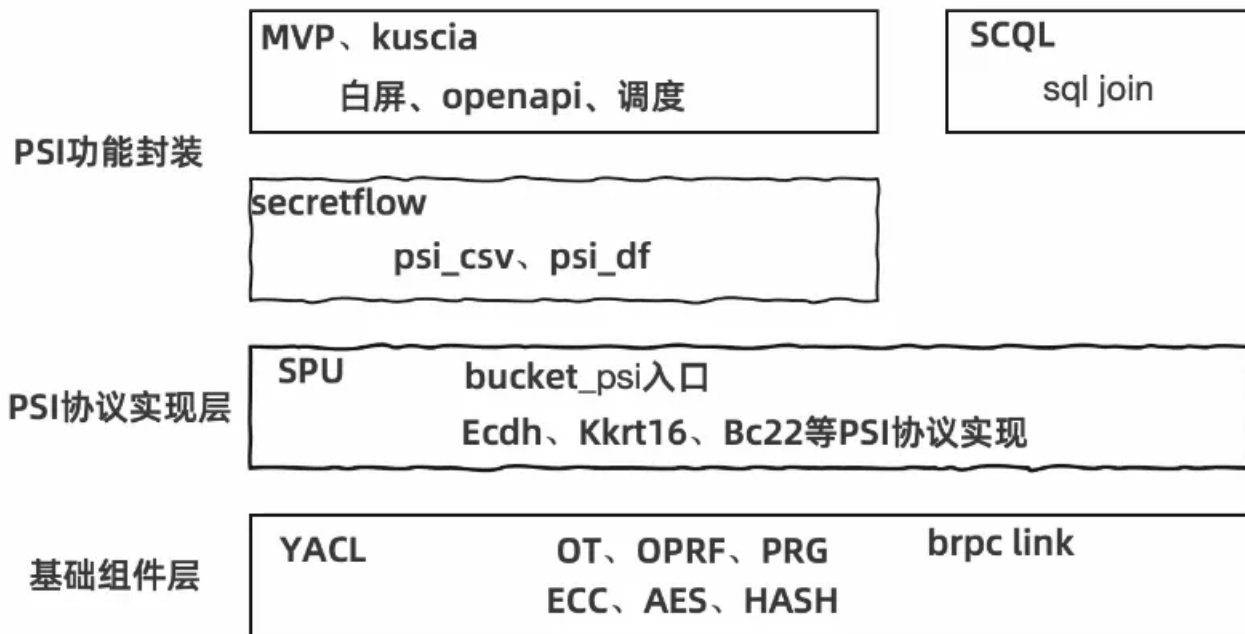 MVP、kuscia
白屏、openapi、调度
SCQL
sql join
PSI功能封装
secretflow
psi_csv、psi_df
PSI协议实现层
SPU
bucket_psi入口
Ecdh、Kkrt16、Bc22等PSI协议实现
基础组件层
YACL
OT、OPRF、PRG
brpc link
ECC、AES、HASH